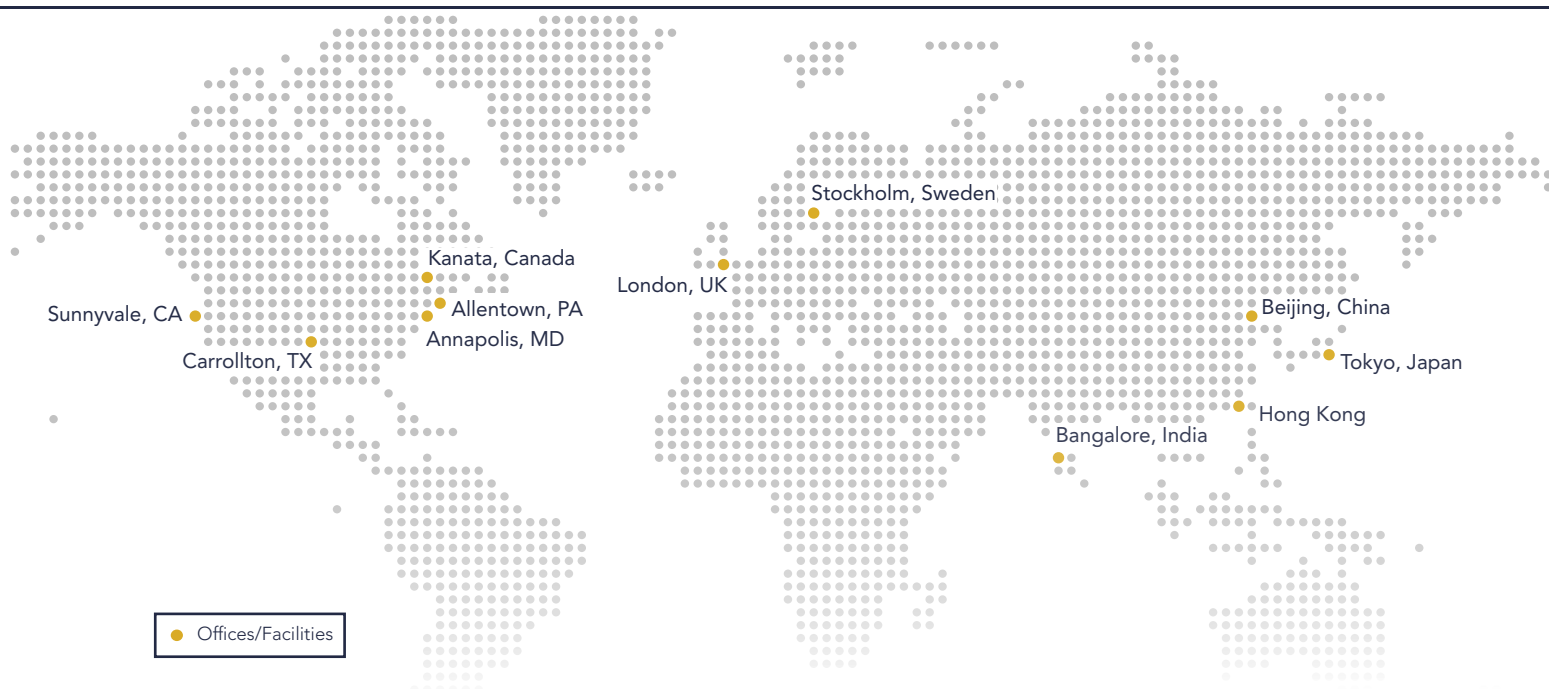 Stockholm, Sweden
Kanata, Canada
London, UK
Allentown, PA
Sunnyvale, CA
Beijing, China
Annapolis, MD
Carrollton, TX
Tokyo, Japan
Hong Kong
Bangalore, India
Offices/Facilities